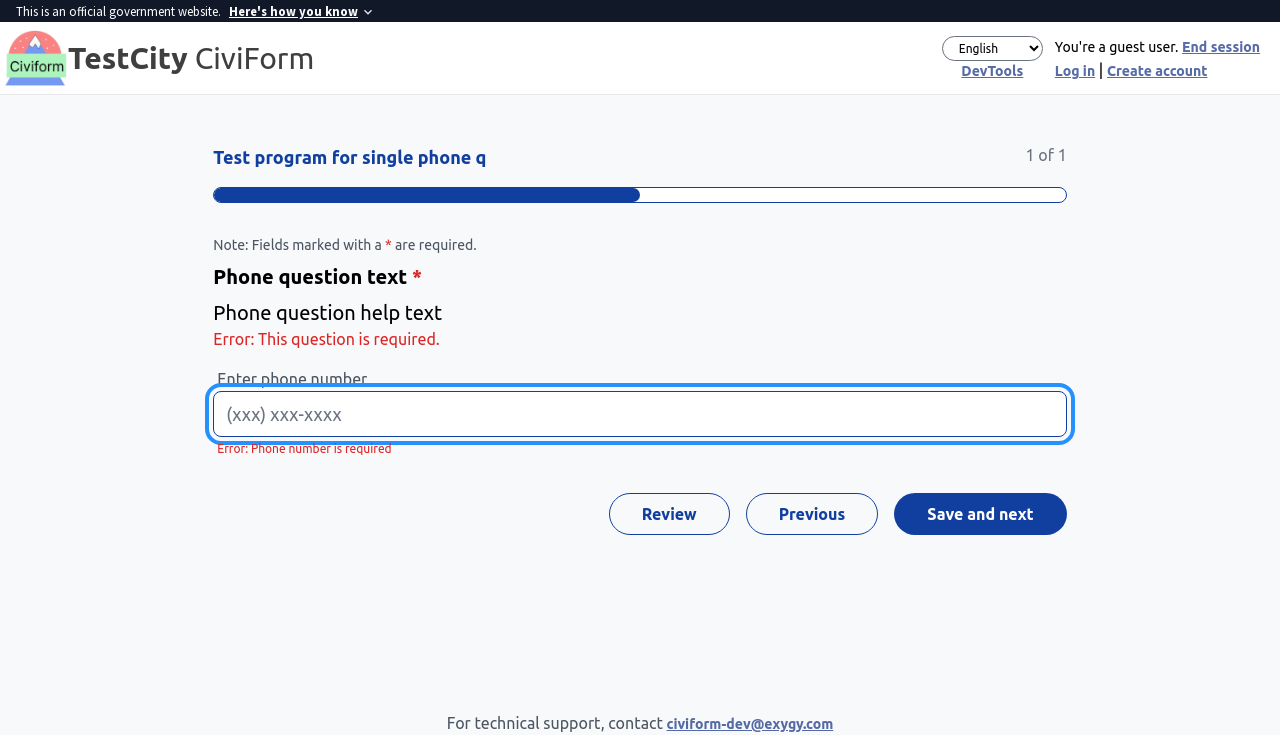 This is an official government website. Here's how you know
Civiform
TestCity CiviForm
English
You're a guest user. End session
DevTools
Log in | Create account
Test program for single phone q
1 of 1
Note: Fields marked with a * are required.
Phone question text *
Phone question help text
Error: This question is required.
Enter phone number
(xxx) xxx-xxxx
Error: Phone number is required
Review
Previous
Save and next
For technical support, contact civiform-dev@exygy.com